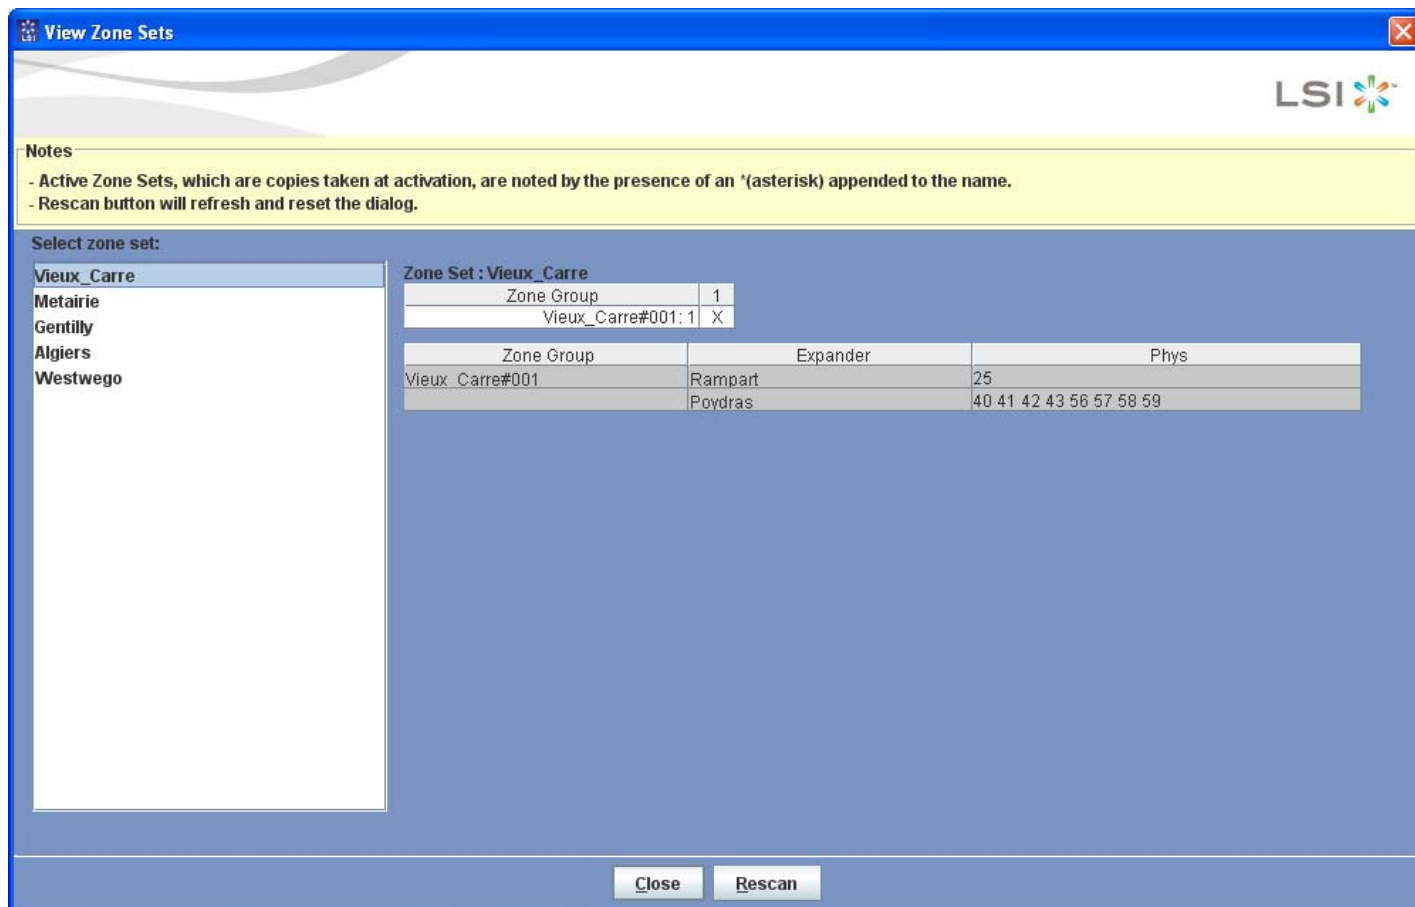 View Zone Sets
LSI
Notes
- Active Zone Sets, which are copies taken at activation, are noted by the presence of an *(asterisk) appended to the name.
- Rescan button will refresh and reset the dialog.
Select zone set:
Vieux_Carre
Metairie
Gentilly
Algiers
Westwego
Zone Set : Vieux_Carre
Zone Group 1
Vieux_Carre#001: 1 X
Zone Group Expander Phys
Vieux_Carre#001 Rampart 25
Poydras 40 41 42 43 56 57 58 59
Close Rescan